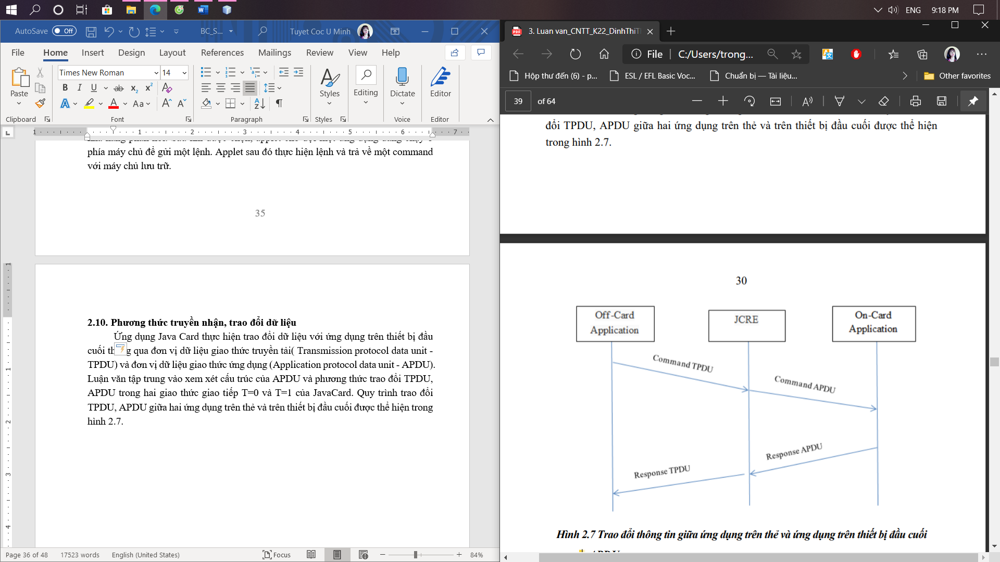 ENG
9:18 PM
AutoSave
Off
BC_S...
Tuyet Coc U Minh
File
Home
Insert
Design
Layout
References
Mailings
Review
View
Help
Times New Roman
14
Paste
Styles
Editing
Dictate
Editor
Clipboard
Font
Paragraph
Styles
Voice
Editor
phía máy chủ để gửi một lệnh. Applet sau đó thực hiện lệnh và trả về một command
với máy chủ lưu trữ.
35
2.10. Phương thức truyền nhận, trao đổi dữ liệu
Ứng dụng Java Card thực hiện trao đổi dữ liệu với ứng dụng trên thiết bị đầu
cuối th g qua đơn vị dữ liệu giao thức truyền tải( Transmission protocol data unit -
TPDU) và đơn vị dữ liệu giao thức ứng dụng (Application protocol data unit - APDU).
Luận văn tập trung vào xem xét cấu trúc của APDU và phương thức trao đổi TPDU,
APDU trong hai giao thức giao tiếp T=0 và T=1 của JavaCard. Quy trình trao đổi
TPDU, APDU giữa hai ứng dụng trên thẻ và trên thiết bị đầu cuối được thể hiện trong
hình 2.7.
Page 36 of 48
17523 words
English (United States)
Focus
84%
3. Luan van_CNTT_K22_DinhThiTh
File
C:/Users/trong...
Hộp thư đến (6) - p...
ESL / EFL Basic Voc...
Chuẩn bị — Tài liệu...
Other favorites
39
of 64
đổi TPDU, APDU giữa hai ứng dụng trên thẻ và trên thiết bị đầu cuối được thể hiện
trong hình 2.7.
30
Off-Card
Application
JCRE
On-Card
Application
Command TPDU
Command APDU
Response APDU
Response TPDU
Hình 2.7 Trao đổi thông tin giữa ứng dụng trên thẻ và ứng dụng trên thiết bị đầu cuối